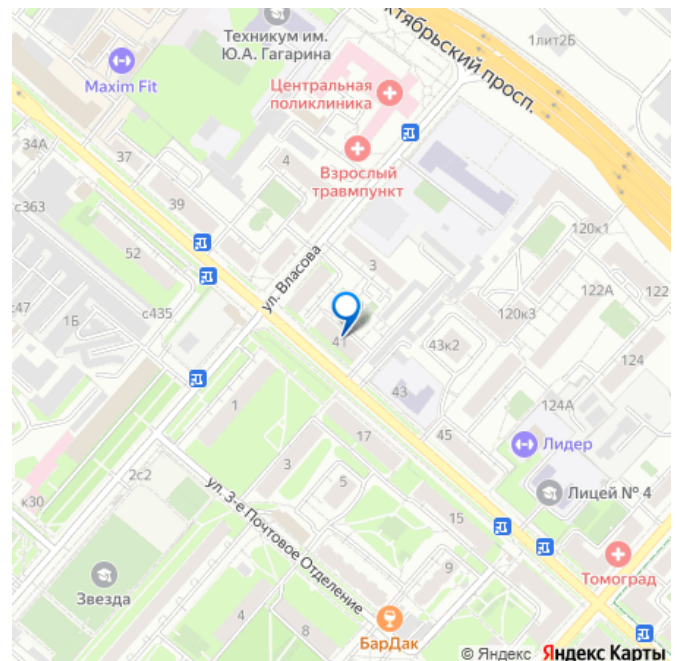 Техникум им.
Ю.А. Гагарина
ктябрьский просп.
1лит2Б
Maxim Fit
Центральная
поликлиника
34А
37
4
Взрослый
травмпункт
с363
39
120к1
52
ул. Власова
3
122А
122
с47
1Б
с435
120к3
41
43к2
124
43
124А
1
17
45
Лидер
3
2с2
5
Лицей № 4
к30
ул. 3-е Почтовое Отделение
15
Звезда
9
Томоград
4
8
БарДак
© Яндекс Яндекс Карты